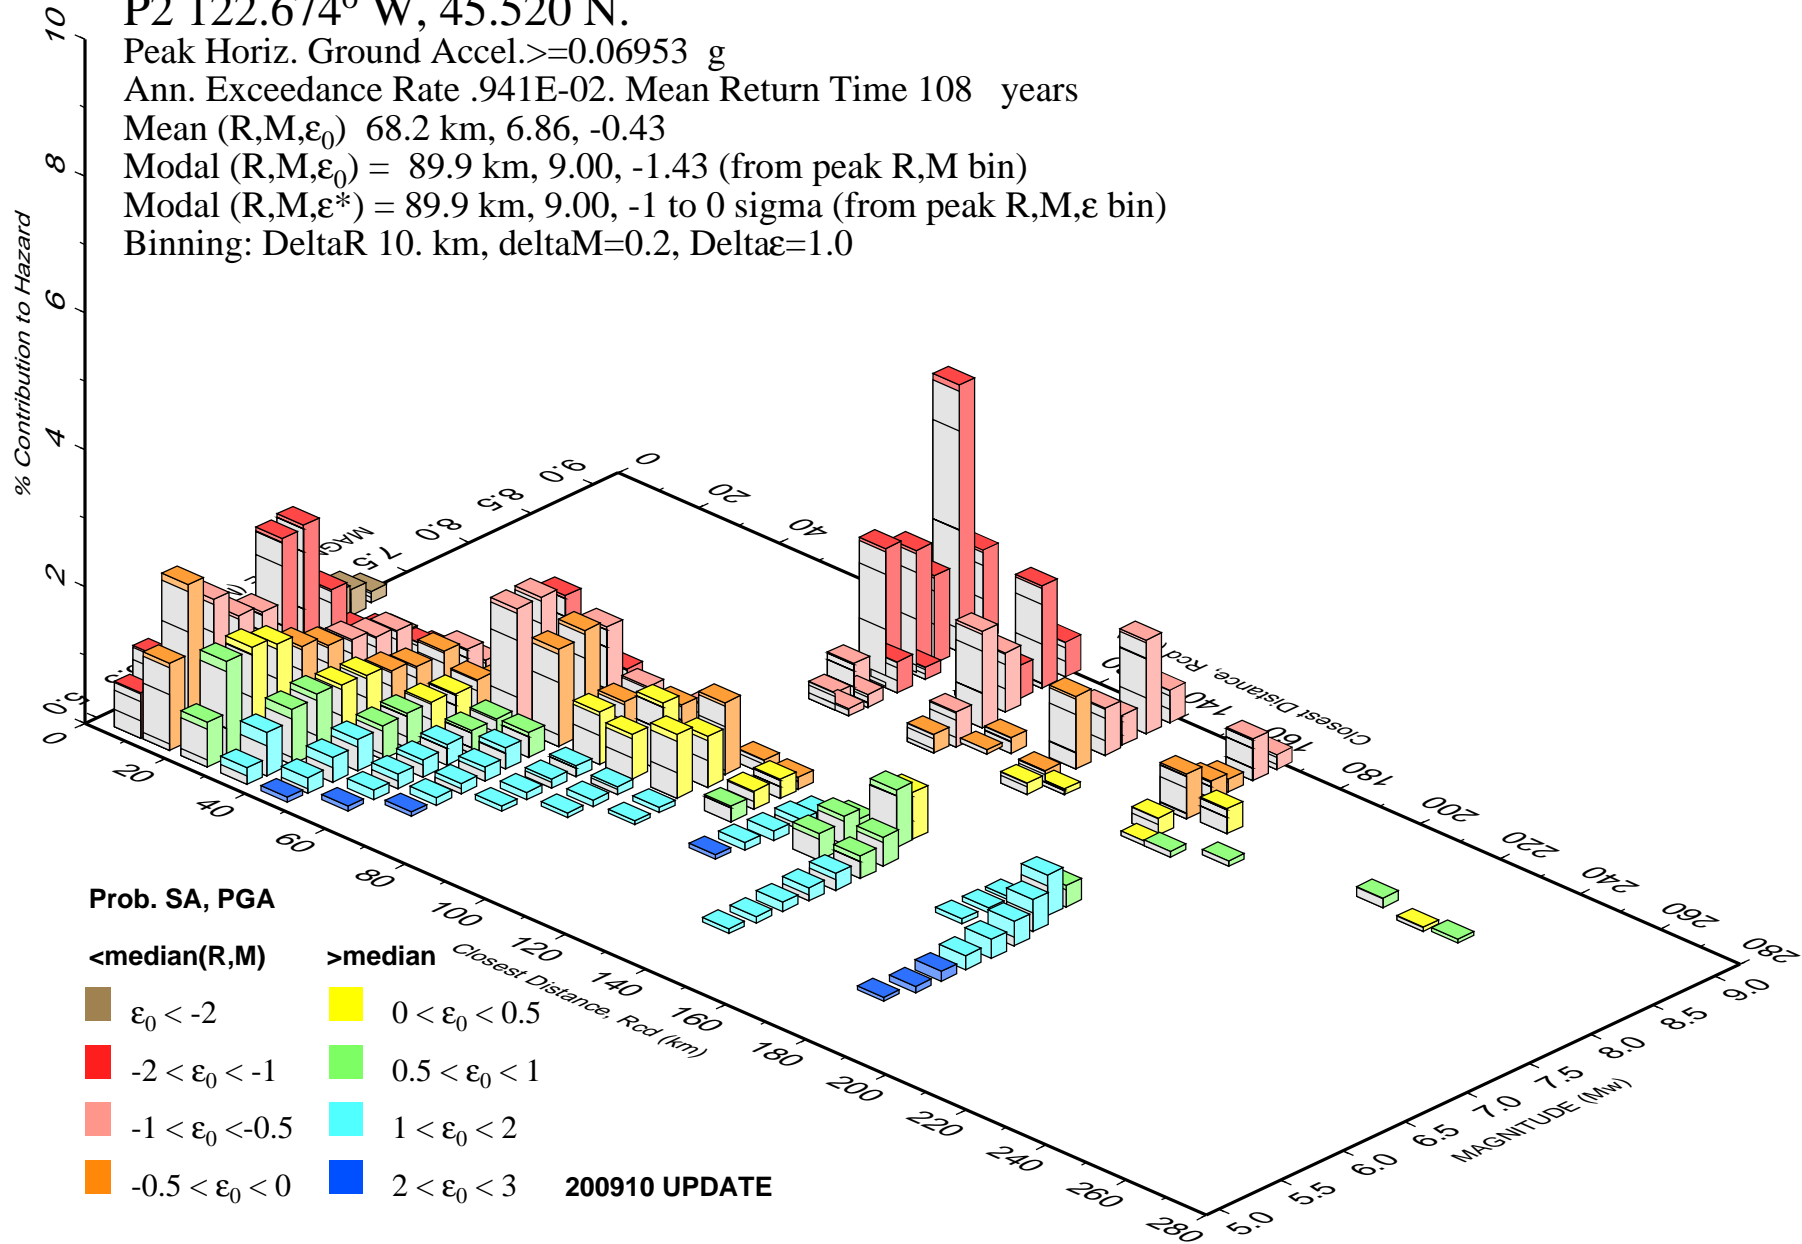 P2 122.674° W, 45.520 N.
Peak Horiz. Ground Accel.>=0.06953 g
Ann. Exceedance Rate .941E-02. Mean Return Time 108 years
Mean (R,M,ε₀) 68.2 km, 6.86, -0.43
Modal (R,M,ε₀) = 89.9 km, 9.00, -1.43 (from peak R,M bin)
Modal (R,M,ε*) = 89.9 km, 9.00, -1 to 0 sigma (from peak R,M,ε bin)
Binning: DeltaR 10. km, deltaM=0.2, Deltaε=1.0
% Contribution to Hazard
10
8
6
4
2
0
5.0
7.5
8.0
8.5
9.0
MAGN
0
20
40
140
160
180
200
220
240
260
280
Closest Distance, Rcd
0
20
40
60
80
100
120
140
160
180
200
220
240
260
280
Closest Distance, Rcd (km)
5.0
5.5
6.0
6.5
7.0
7.5
8.0
8.5
9.0
MAGNITUDE (Mw)
Prob. SA, PGA
<median(R,M) >median
ε₀ < -2 0 < ε₀ < 0.5
-2 < ε₀ < -1 0.5 < ε₀ < 1
-1 < ε₀ <-0.5 1 < ε₀ < 2
-0.5 < ε₀ < 0 2 < ε₀ < 3
200910 UPDATE